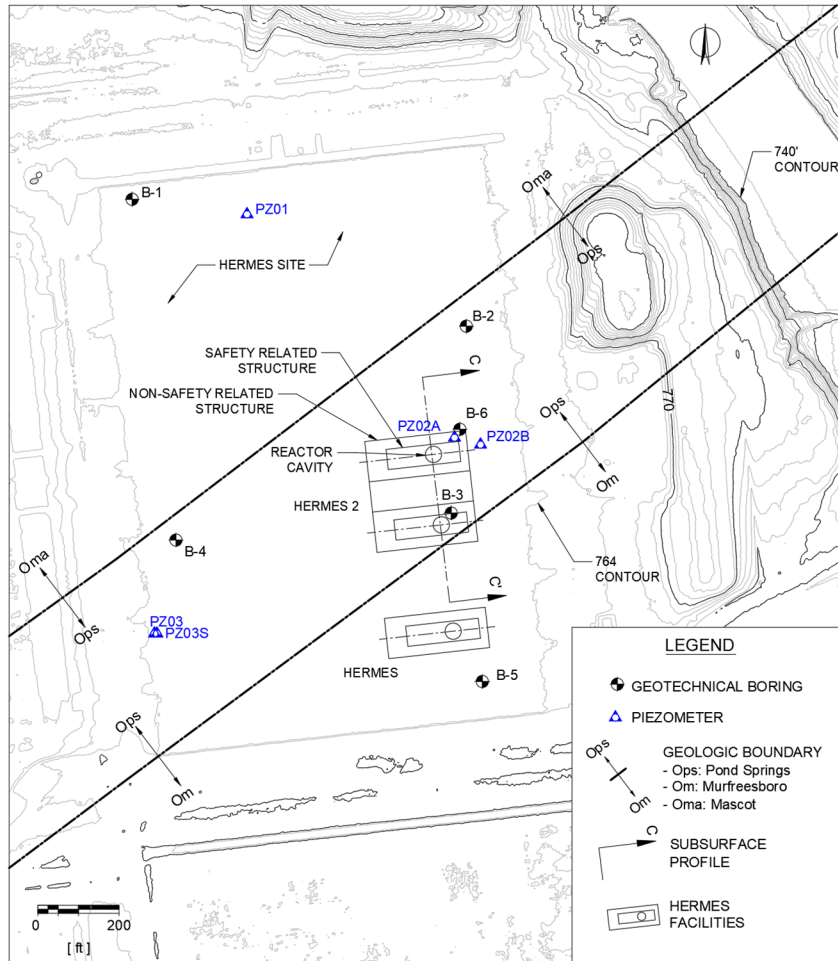 740'
CONTOUR
Oma
Ops
B-1
PZ01
HERMES SITE
B-2
SAFETY RELATED
STRUCTURE
C
NON-SAFETY RELATED
STRUCTURE
770
Ops
Om
PZ02A
B-6
PZ02B
REACTOR
CAVITY
HERMES 2
B-3
B-4
764
CONTOUR
Oma
Ops
C'
PZ03
PZ03S
HERMES
B-5
Ops
Om
LEGEND
GEOTECHNICAL BORING
PIEZOMETER
Ops
Om
GEOLOGIC BOUNDARY
- Ops: Pond Springs
- Om: Murfreesboro
- Oma: Mascot
C
SUBSURFACE
PROFILE
HERMES
FACILITIES
0 200
[ ft ]